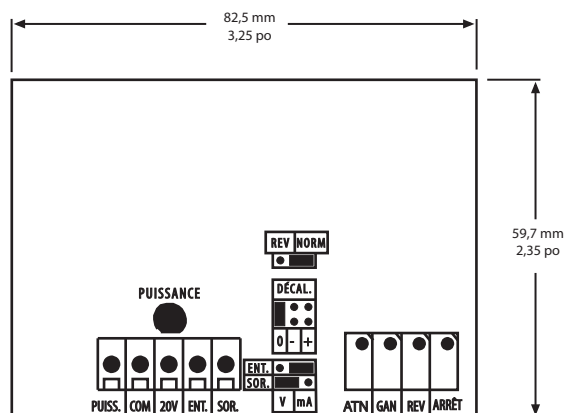 82,5 mm
3,25 po
59,7 mm
2,35 po
REV NORM
DÉCAL.
0 - +
PUISSANCE
ENT.
SOR.
V mA
PUISS. COM 20V ENT. SOR.
ATN GAN REV ARRÊT